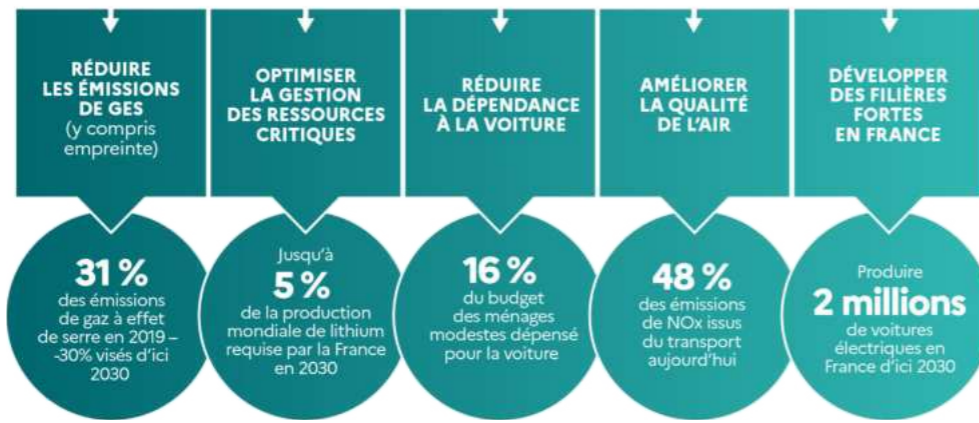 RÉDUIRE
LES ÉMISSIONS
DE GES
(y compris
empreinte)
OPTIMISER
LA GESTION
DES RESSOURCES
CRITIQUES
RÉDUIRE
LA DÉPENDANCE
À LA VOITURE
AMÉLIORER
LA QUALITÉ
DE L'AIR
DÉVELOPPER
DES FILIÈRES
FORTES
EN FRANCE
31 %
des émissions
de gaz à effet
de serre en 2019 –
-30% visés d'ici
2030
Jusqu'à
5 %
de la production
mondiale de lithium
requise par la France
en 2030
16 %
du budget
des ménages
modestes dépensé
pour la voiture
48 %
des émissions
de NOx issus
du transport
aujourd'hui
Produire
2 millions
de voitures
électriques en
France d'ici 2030